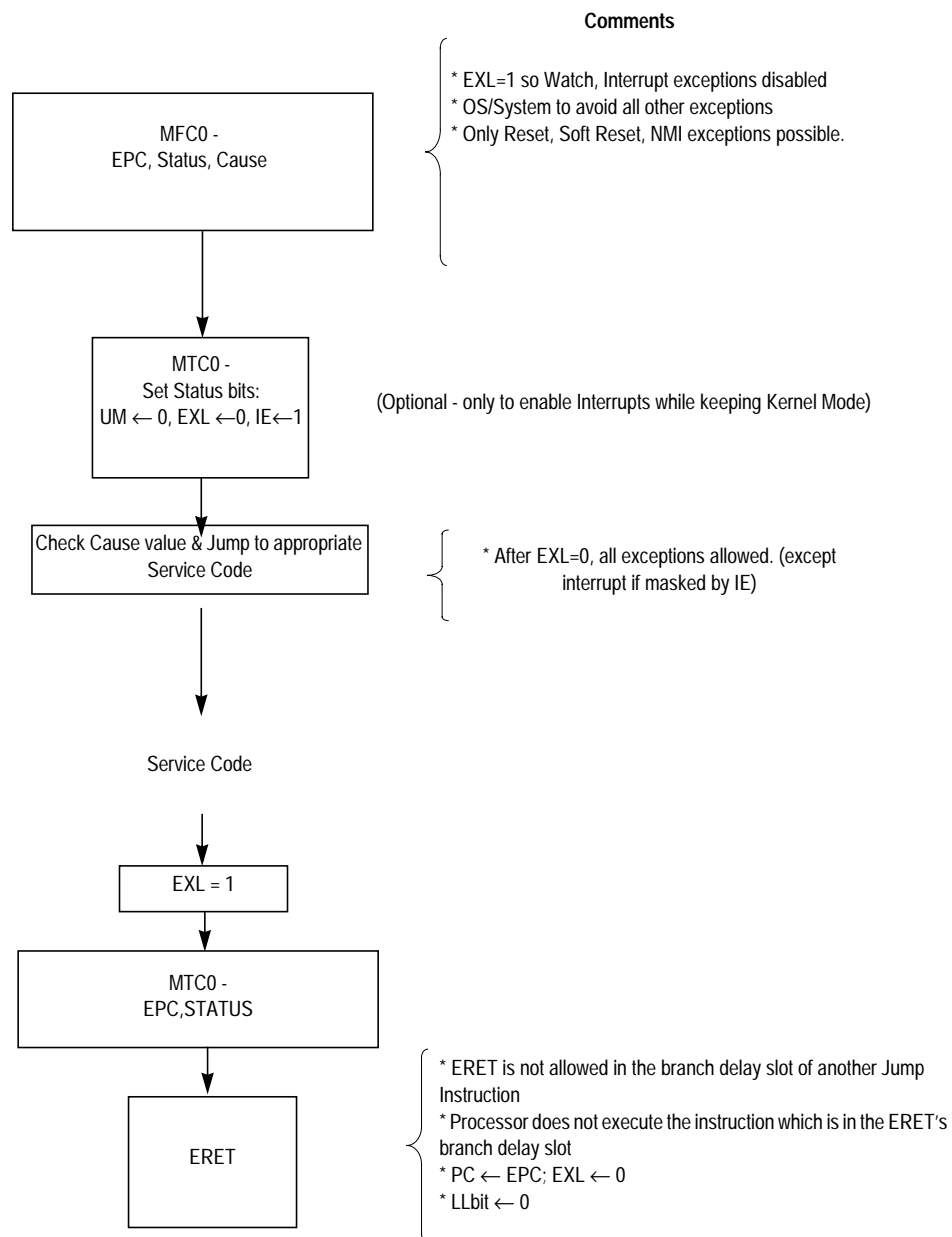 Comments
* EXL=1 so Watch, Interrupt exceptions disabled
* OS/System to avoid all other exceptions
* Only Reset, Soft Reset, NMI exceptions possible.
MFC0 -
EPC, Status, Cause
MTC0 -
Set Status bits:
UM ← 0, EXL ←0, IE←1
(Optional - only to enable Interrupts while keeping Kernel Mode)
Check Cause value & Jump to appropriate
Service Code
* After EXL=0, all exceptions allowed. (except
interrupt if masked by IE)
Service Code
EXL = 1
MTC0 -
EPC,STATUS
ERET
* ERET is not allowed in the branch delay slot of another Jump
Instruction
* Processor does not execute the instruction which is in the ERET's
branch delay slot
* PC ← EPC; EXL ← 0
* LLbit ← 0